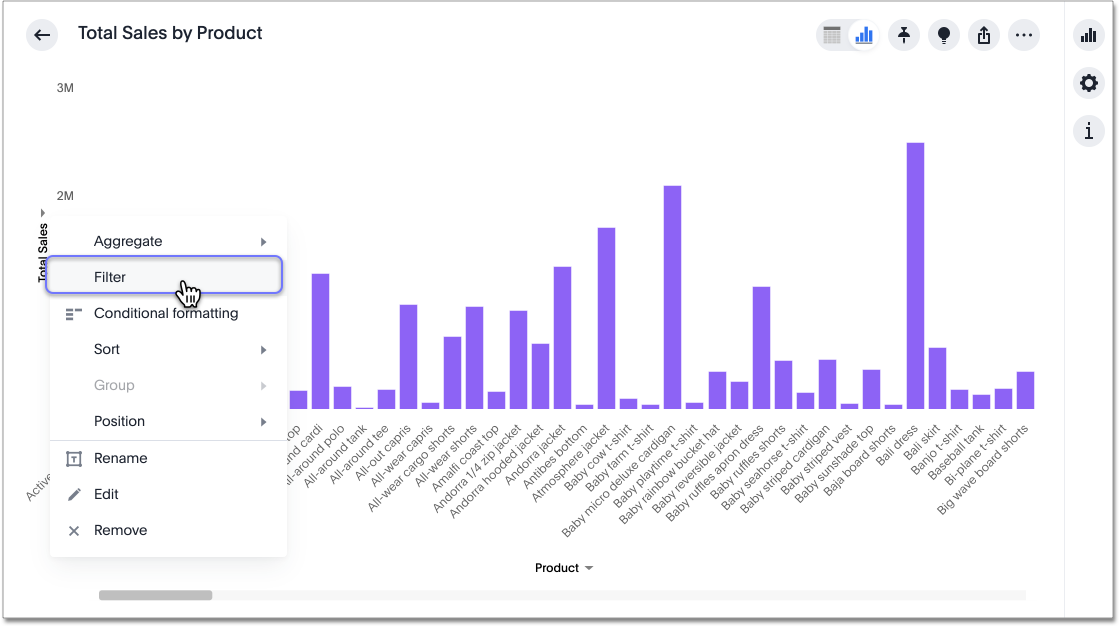 Total Sales by Product
3M
2M
Total Sales
Aggregate
Filter
Conditional formatting
Sort
Group
Position
Rename
Edit
Remove
All-around tank
All-around tee
All-out capris
All-wear capris
All-wear cargo shorts
All-wear shorts
Amalfi coast top
Andorra 1/4 zip jacket
Andorra hooded jacket
Andorra jacket
Antibes bottom
Atmosphere jacket
Baby cow t-shirt
Baby farm t-shirt
Baby micro deluxe cardigan
Baby playtime t-shirt
Baby rainbow bucket hat
Baby reversible jacket
Baby ruffles apron dress
Baby ruffles shorts
Baby seahorse t-shirt
Baby striped cardigan
Baby striped vest
Baby sunshade top
Baja board shorts
Bali dress
Bali skirt
Banjo t-shirt
Baseball tank
Bi-plane t-shirt
Big wave board shorts
Product